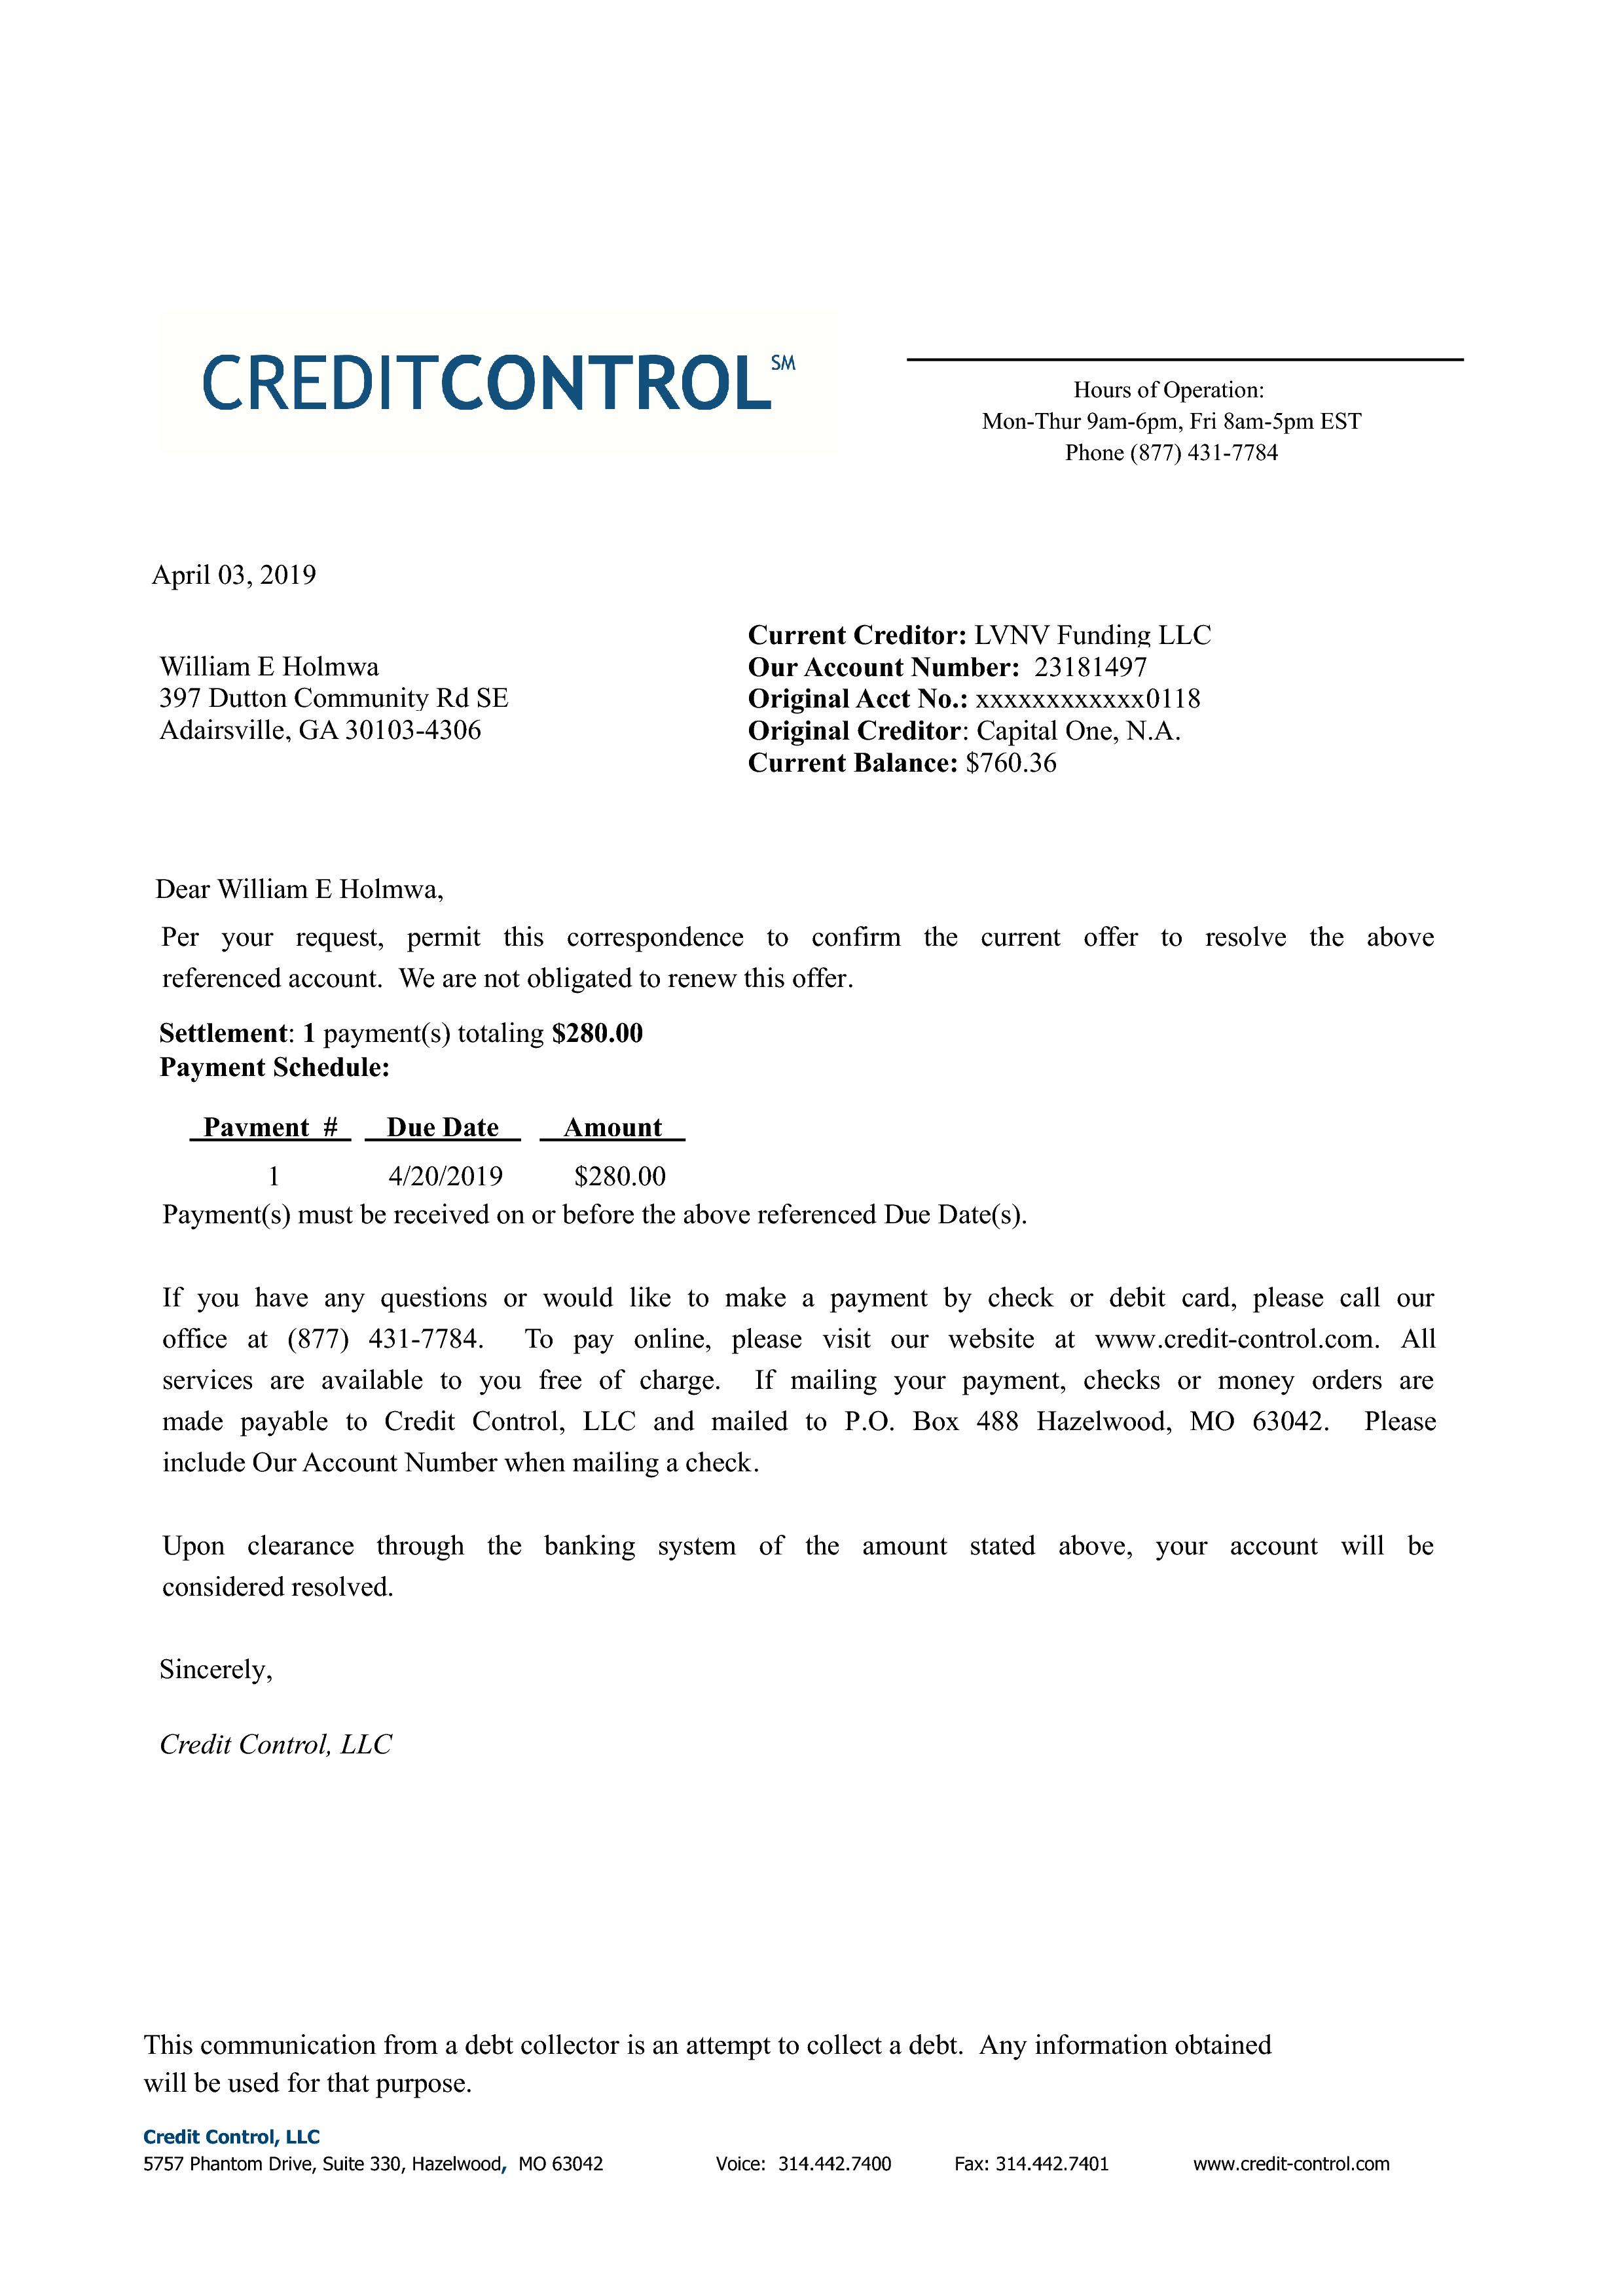 CREDITCONTROL℠
Hours of Operation:
Mon-Thur 9am-6pm, Fri 8am-5pm EST
Phone (877) 431-7784
April 03, 2019
Current Creditor: LVNV Funding LLC
William E Holmwa
Our Account Number: 23181497
397 Dutton Community Rd SE
Original Acct No.: xxxxxxxxxxxx0118
Adairsville, GA 30103-4306
Original Creditor: Capital One, N.A.
Current Balance: $760.36
Dear William E Holmwa,
Per your request, permit this correspondence to confirm the current offer to resolve the above
referenced account. We are not obligated to renew this offer.
Settlement: 1 payment(s) totaling $280.00
Payment Schedule:
Payment # Due Date Amount
1 4/20/2019 $280.00
Payment(s) must be received on or before the above referenced Due Date(s).
If you have any questions or would like to make a payment by check or debit card, please call our
office at (877) 431-7784. To pay online, please visit our website at www.credit-control.com. All
services are available to you free of charge. If mailing your payment, checks or money orders are
made payable to Credit Control, LLC and mailed to P.O. Box 488 Hazelwood, MO 63042. Please
include Our Account Number when mailing a check.
Upon clearance through the banking system of the amount stated above, your account will be
considered resolved.
Sincerely,
Credit Control, LLC
This communication from a debt collector is an attempt to collect a debt. Any information obtained
will be used for that purpose.
Credit Control, LLC
5757 Phantom Drive, Suite 330, Hazelwood, MO 63042 Voice: 314.442.7400 Fax: 314.442.7401 www.credit-control.com